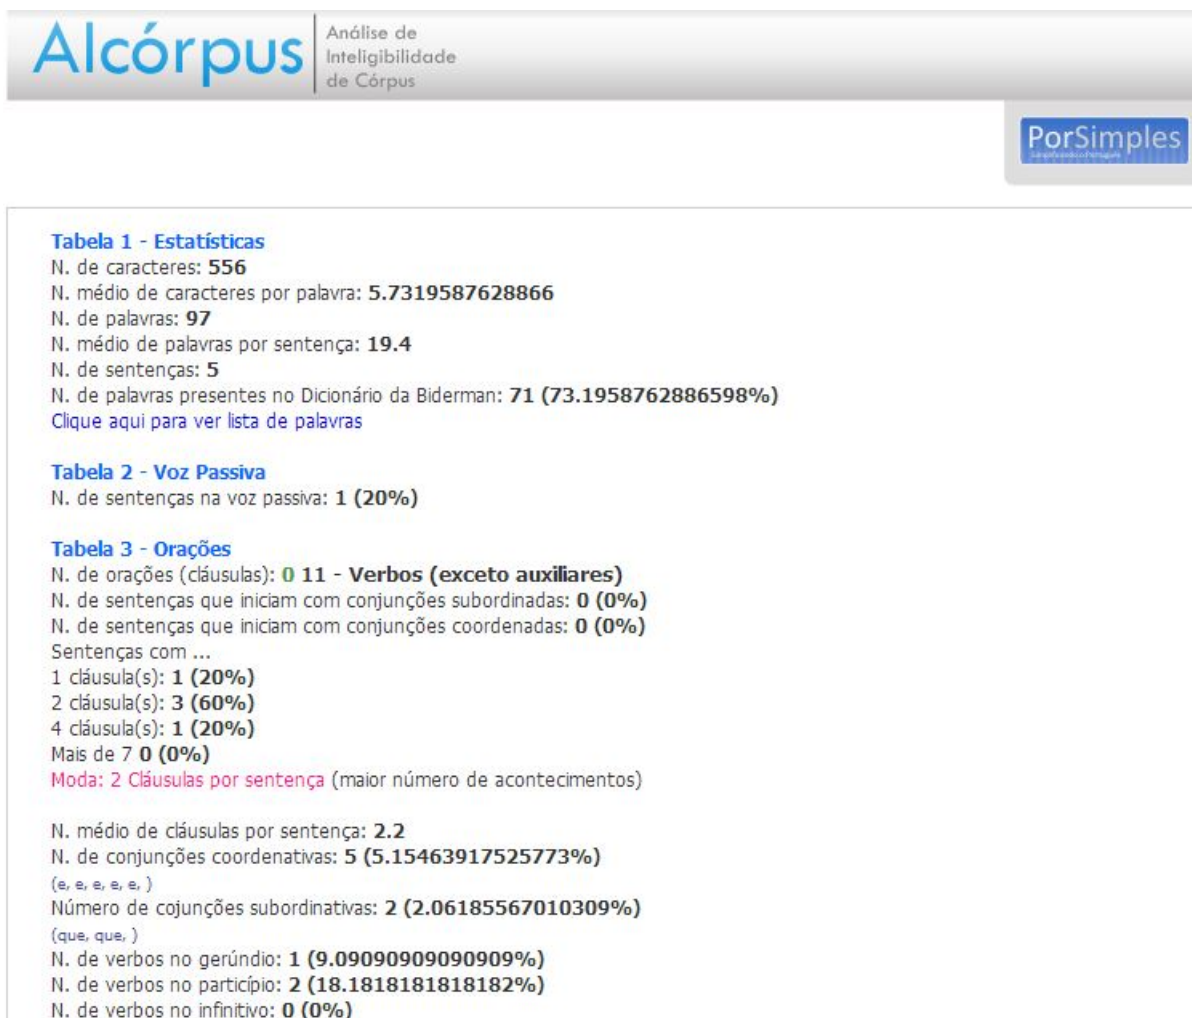 Alcórpus
Análise de
Inteligibilidade
de Córpus
PorSimples
Tabela 1 - Estatísticas
N. de caracteres: 556
N. médio de caracteres por palavra: 5.7319587628866
N. de palavras: 97
N. médio de palavras por sentença: 19.4
N. de sentenças: 5
N. de palavras presentes no Dicionário da Biderman: 71 (73.1958762886598%)
Clique aqui para ver lista de palavras
Tabela 2 - Voz Passiva
N. de sentenças na voz passiva: 1 (20%)
Tabela 3 - Orações
N. de orações (cláusulas): 0 11 - Verbos (exceto auxiliares)
N. de sentenças que iniciam com conjunções subordinadas: 0 (0%)
N. de sentenças que iniciam com conjunções coordenadas: 0 (0%)
Sentenças com ...
1 cláusula(s): 1 (20%)
2 cláusula(s): 3 (60%)
4 cláusula(s): 1 (20%)
Mais de 7 0 (0%)
Moda: 2 Cláusulas por sentença (maior número de acontecimentos)
N. médio de cláusulas por sentença: 2.2
N. de conjunções coordenativas: 5 (5.15463917525773%)
(e, e, e, e, e, )
Número de cojunções subordinativas: 2 (2.06185567010309%)
(que, que, )
N. de verbos no gerúndio: 1 (9.09090909090909%)
N. de verbos no particípio: 2 (18.1818181818182%)
N. de verbos no infinitivo: 0 (0%)